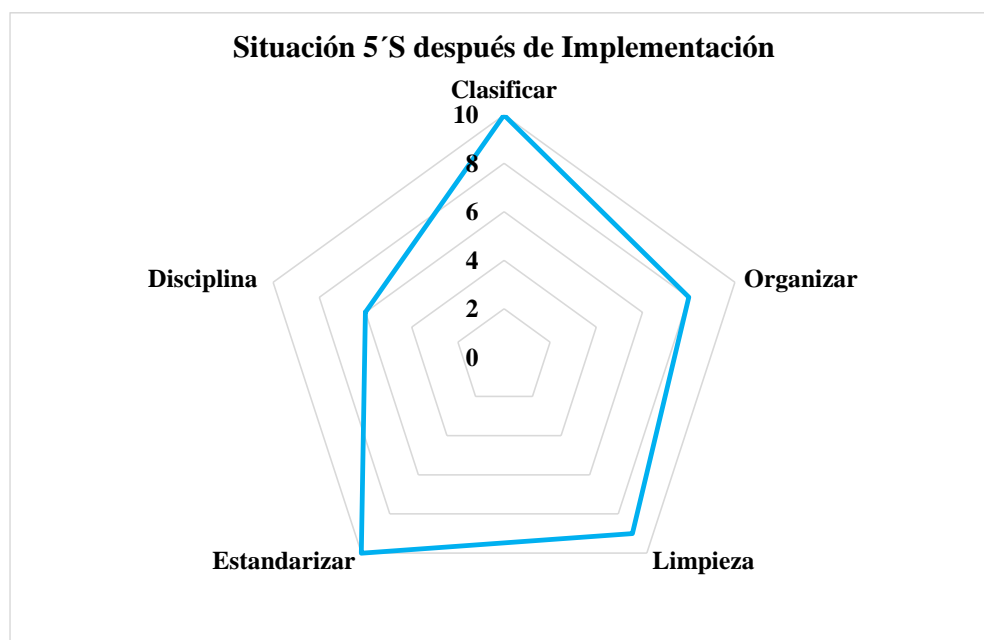 Situación 5´S después de Implementación
Clasificar
10
8
6
4
2
0
Disciplina
Organizar
Estandarizar
Limpieza